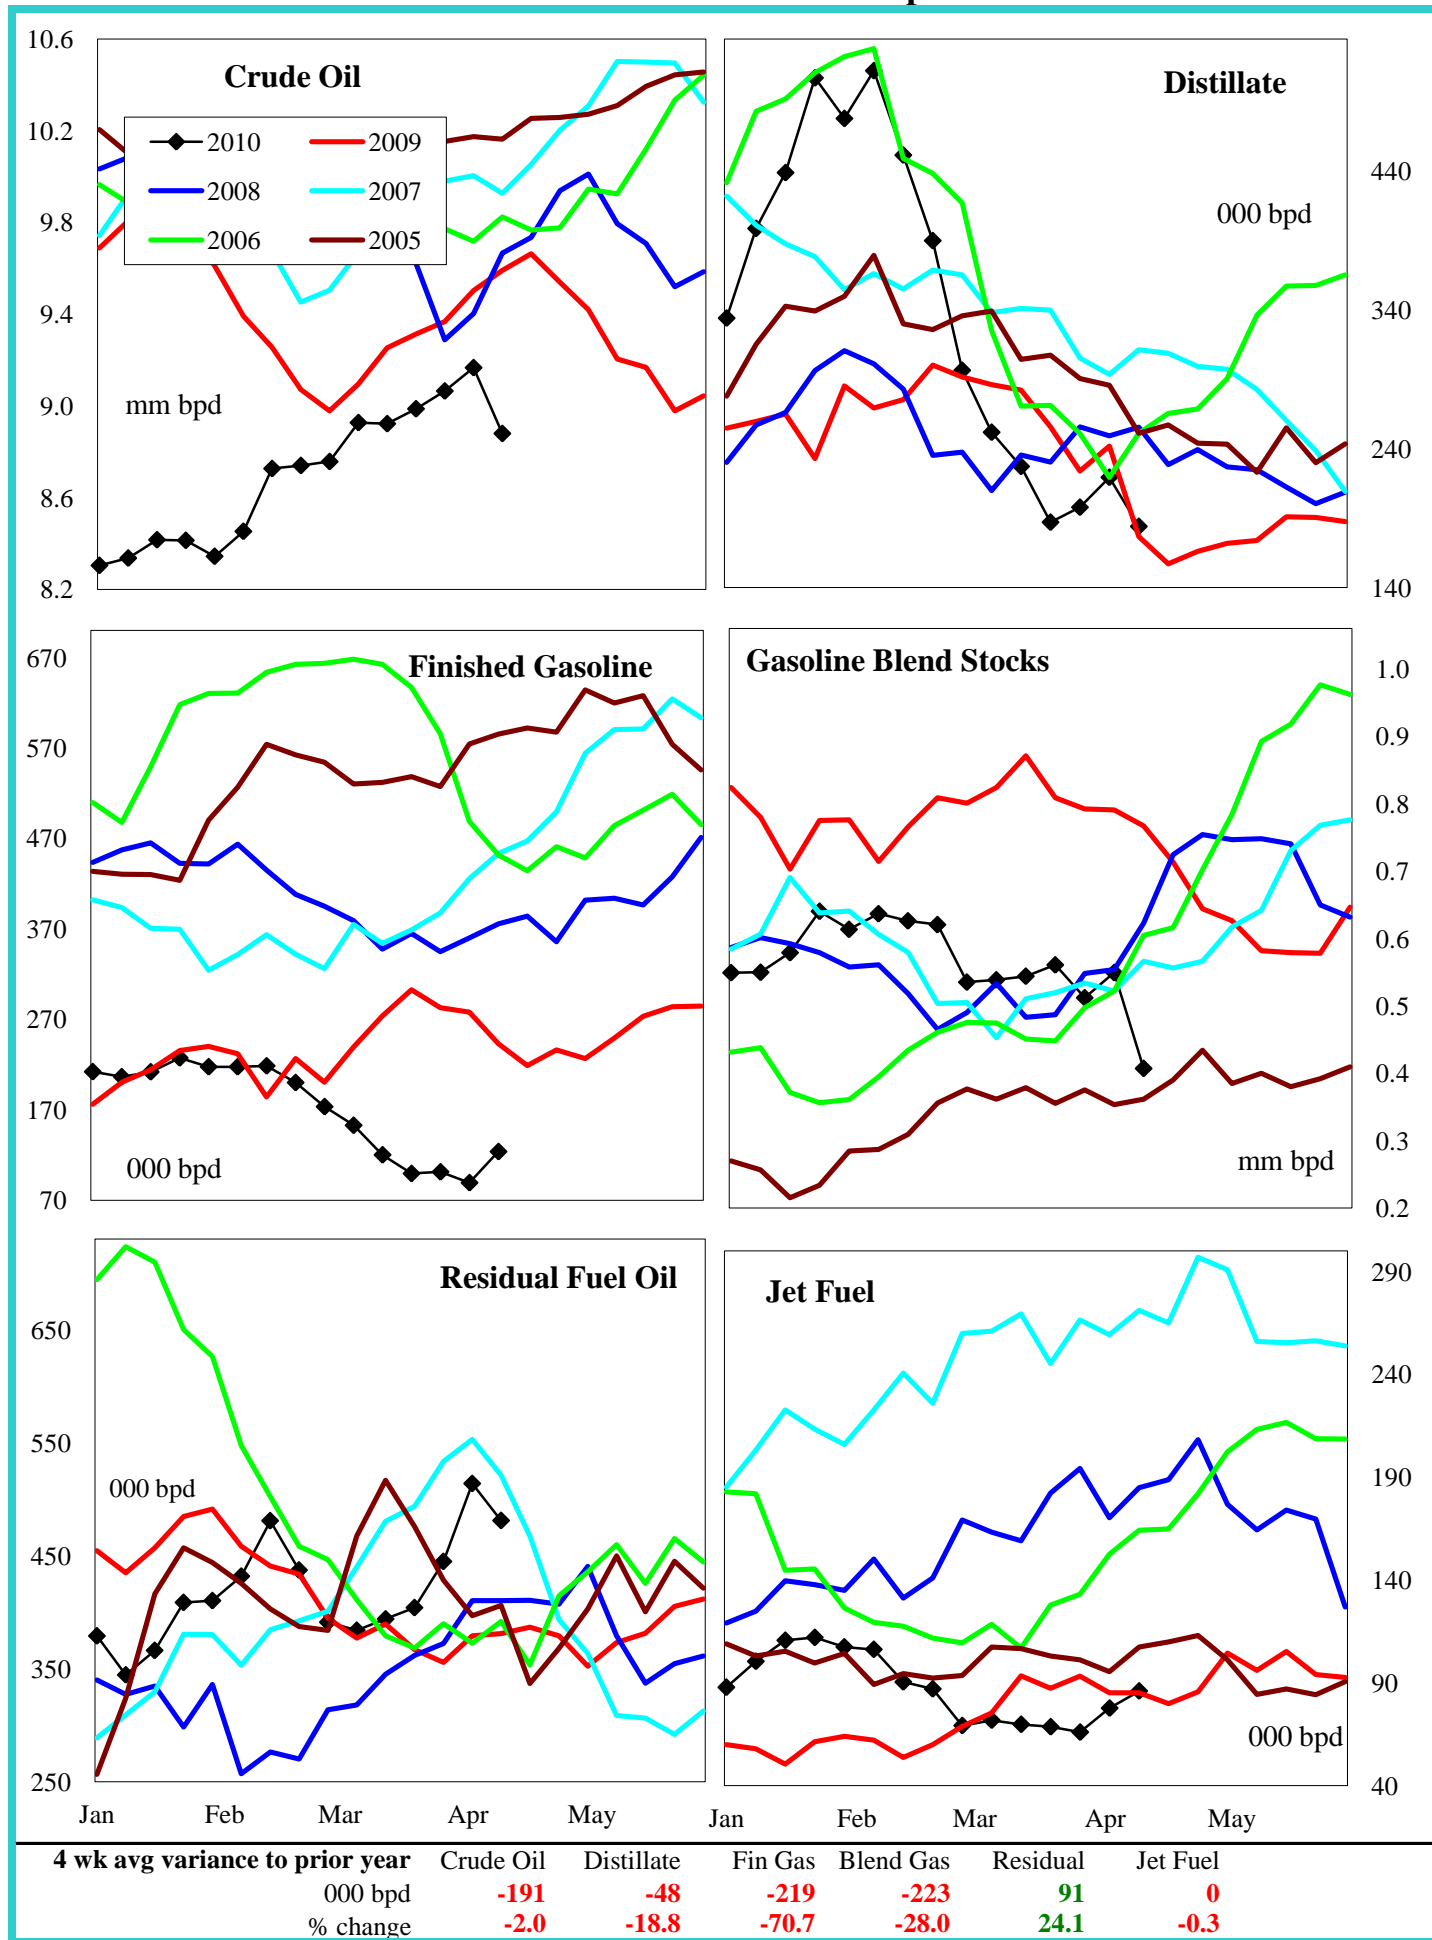 10.6
10.2
9.8
9.4
9.0
8.6
8.2
Crude Oil
2010
2009
2008
2007
2006
2005
mm bpd
Distillate
000 bpd
440
340
240
140
670
570
470
370
270
170
70
Finished Gasoline
000 bpd
Gasoline Blend Stocks
mm bpd
1.0
0.9
0.8
0.7
0.6
0.5
0.4
0.3
0.2
650
550
450
350
250
Residual Fuel Oil
000 bpd
Jan Feb Mar Apr May
Jet Fuel
000 bpd
290
240
190
140
90
40
Jan Feb Mar Apr May
4 wk avg variance to prior year Crude Oil Distillate Fin Gas Blend Gas Residual Jet Fuel
000 bpd -191 -48 -219 -223 91 0
% change -2.0 -18.8 -70.7 -28.0 24.1 -0.3